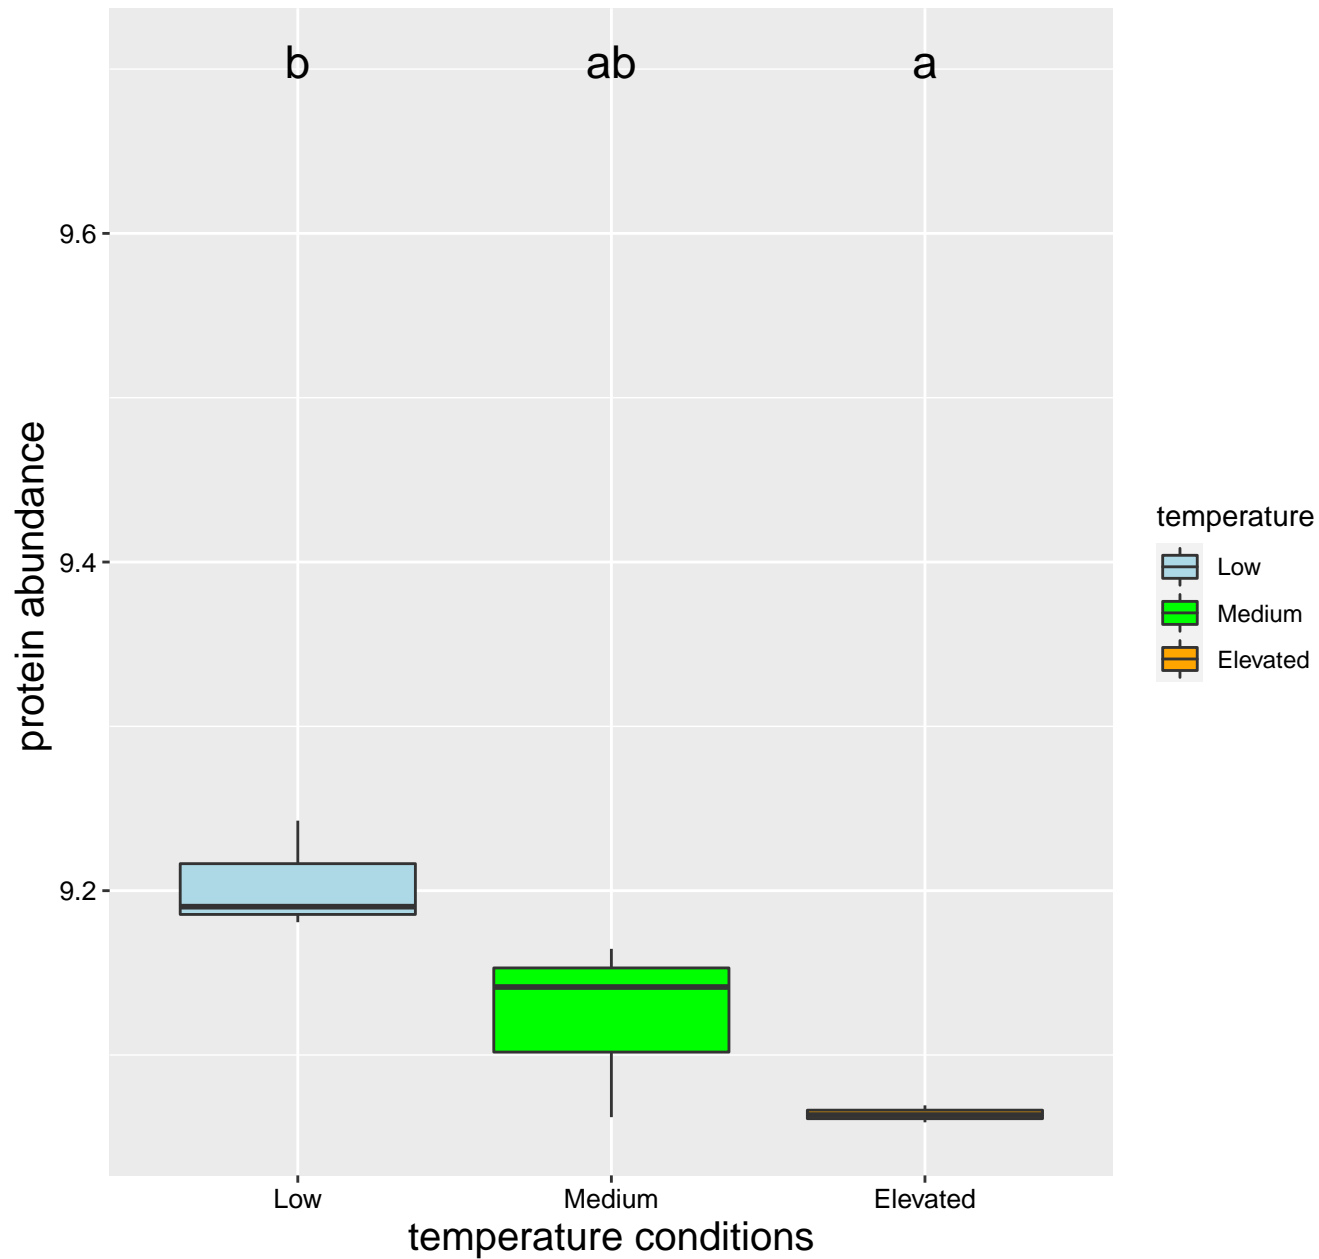 b ab a
9.6
9.4
9.2
protein abundance
Low Medium Elevated
temperature conditions
temperature
Low
Medium
Elevated